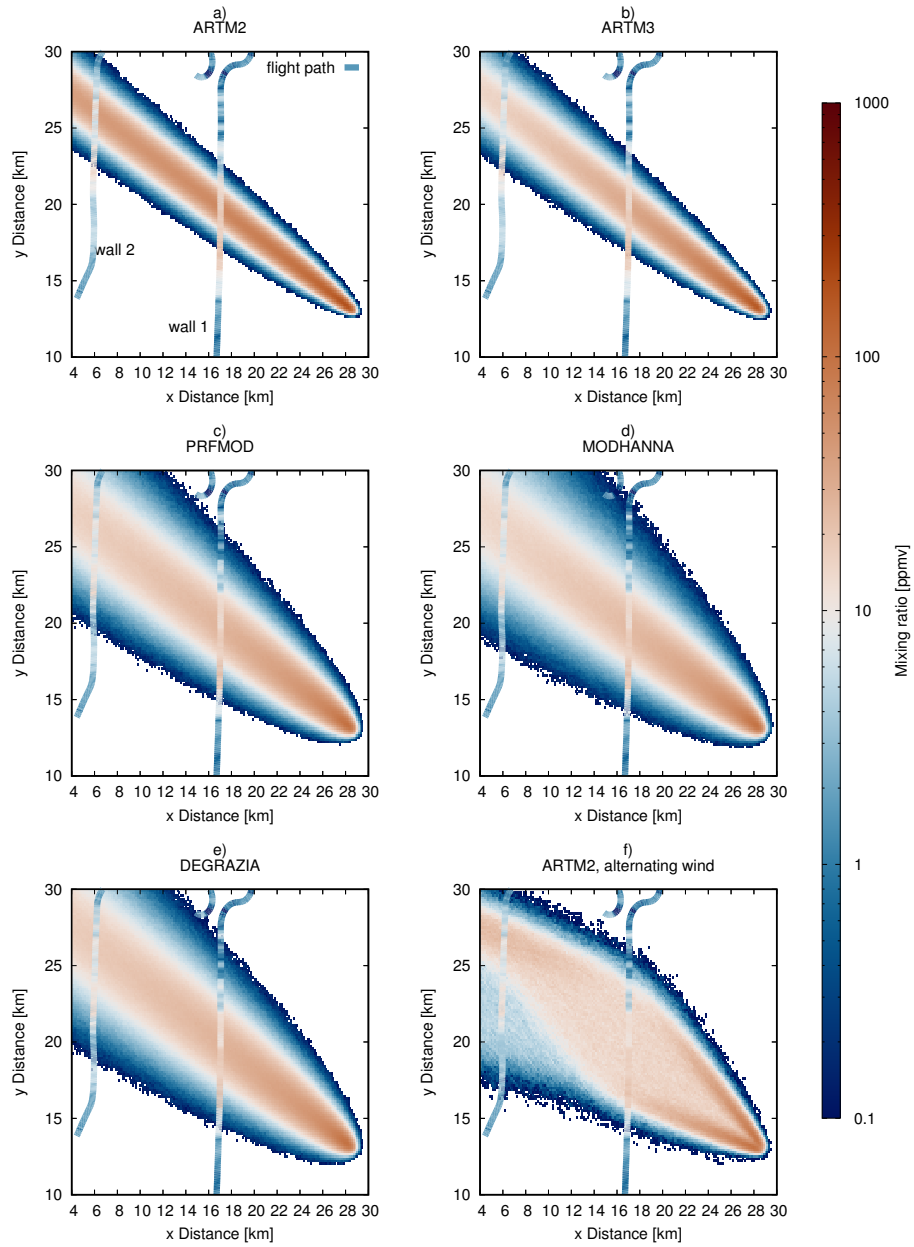 a)
ARTM2
30
25
20
15
10
4 6 8 10 12 14 16 18 20 22 24 26 28 30
y Distance [km]
x Distance [km]
flight path
wall 2
wall 1
b)
ARTM3
30
25
20
15
10
4 6 8 10 12 14 16 18 20 22 24 26 28 30
y Distance [km]
x Distance [km]
c)
PRFMOD
30
25
20
15
10
4 6 8 10 12 14 16 18 20 22 24 26 28 30
y Distance [km]
x Distance [km]
d)
MODHANNA
30
25
20
15
10
4 6 8 10 12 14 16 18 20 22 24 26 28 30
y Distance [km]
x Distance [km]
e)
DEGRAZIA
30
25
20
15
10
4 6 8 10 12 14 16 18 20 22 24 26 28 30
y Distance [km]
x Distance [km]
f)
ARTM2, alternating wind
30
25
20
15
10
4 6 8 10 12 14 16 18 20 22 24 26 28 30
y Distance [km]
x Distance [km]
1000
100
10
1
0.1
Mixing ratio [ppmv]